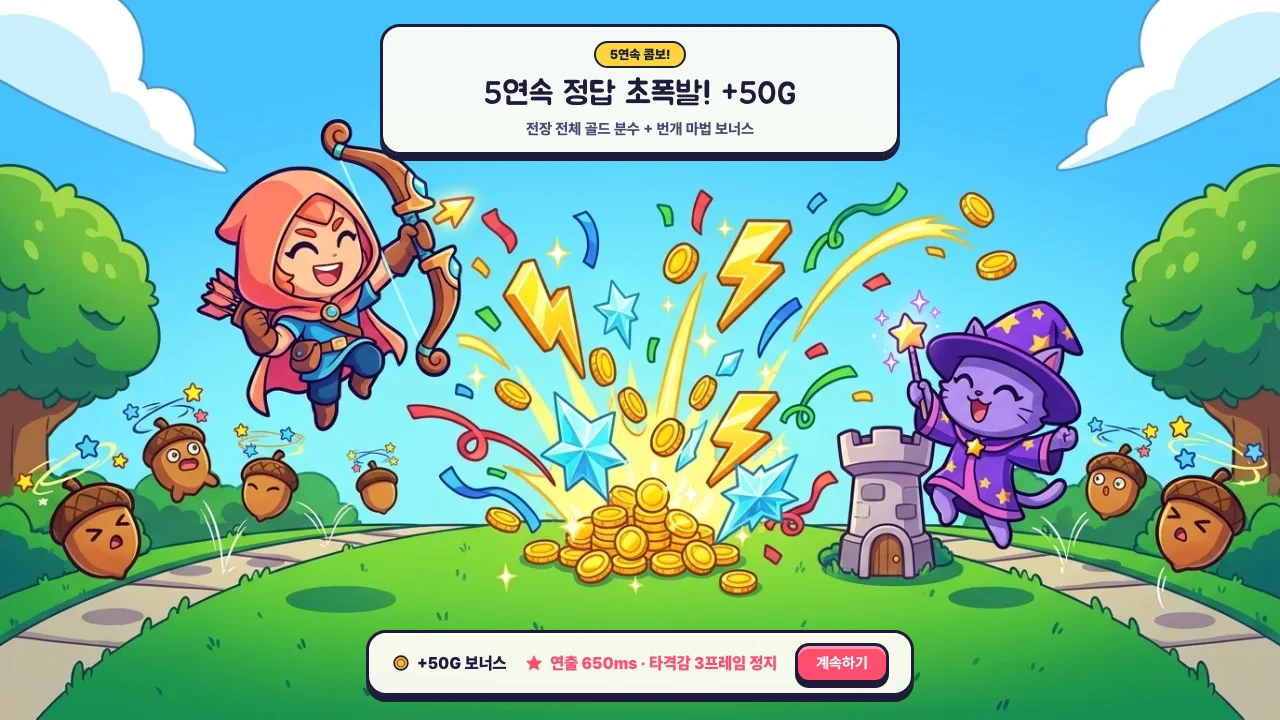 5연속 콤보!
5연속 정답 초폭발! +50G
전장 전체 골드 분수 + 번개 마법 보너스
+50G 보너스
연출 650ms · 타격감 3프레임 정지
계속하기